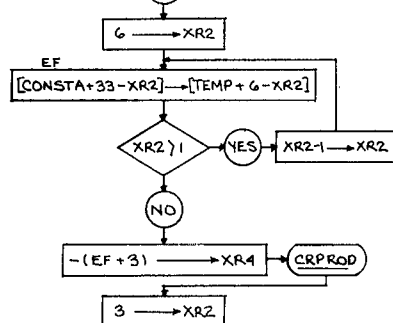 6 → XR2
EF
[CONSTA+33-XR2] → [TEMP+6-XR2]
XR2>1
YES
XR2-1 → XR2
NO
-(EF+3) → XR4
CRPROD
3 → XR2